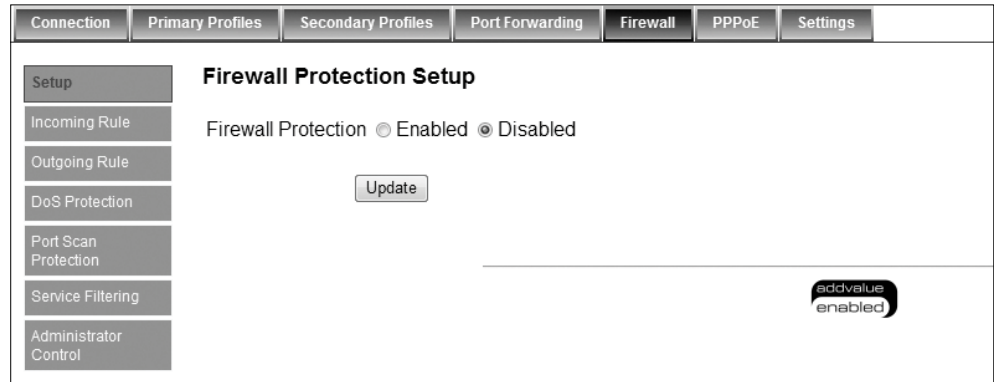 Connection Primary Profiles Secondary Profiles Port Forwarding Firewall PPPoE Settings
Setup
Incoming Rule
Outgoing Rule
DoS Protection
Port Scan
Protection
Service Filtering
Administrator
Control
Firewall Protection Setup
Firewall Protection Enabled Disabled
Update
addvalue
enabled